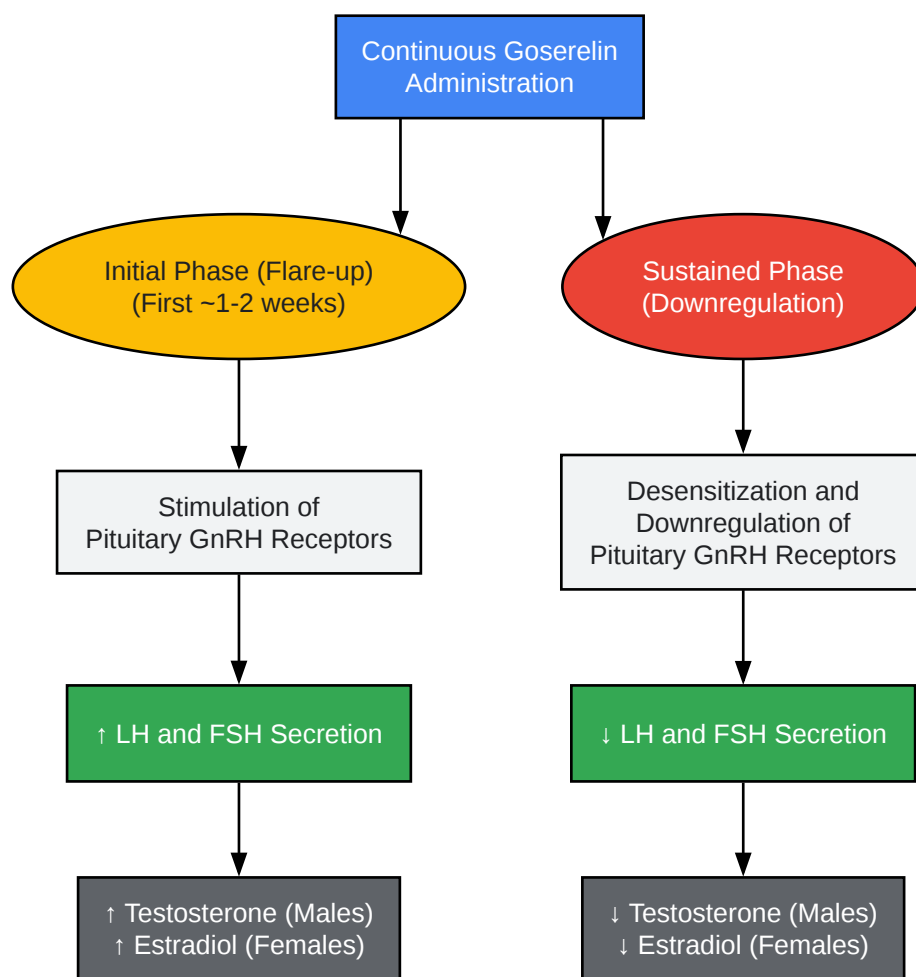 Continuous Goserelin
Administration
Initial Phase (Flare-up)
(First ~1-2 weeks)
Sustained Phase
(Downregulation)
Stimulation of
Pituitary GnRH Receptors
Desensitization and
Downregulation of
Pituitary GnRH Receptors
↑ LH and FSH Secretion
↓ LH and FSH Secretion
↑ Testosterone (Males)
↑ Estradiol (Females)
↓ Testosterone (Males)
↓ Estradiol (Females)